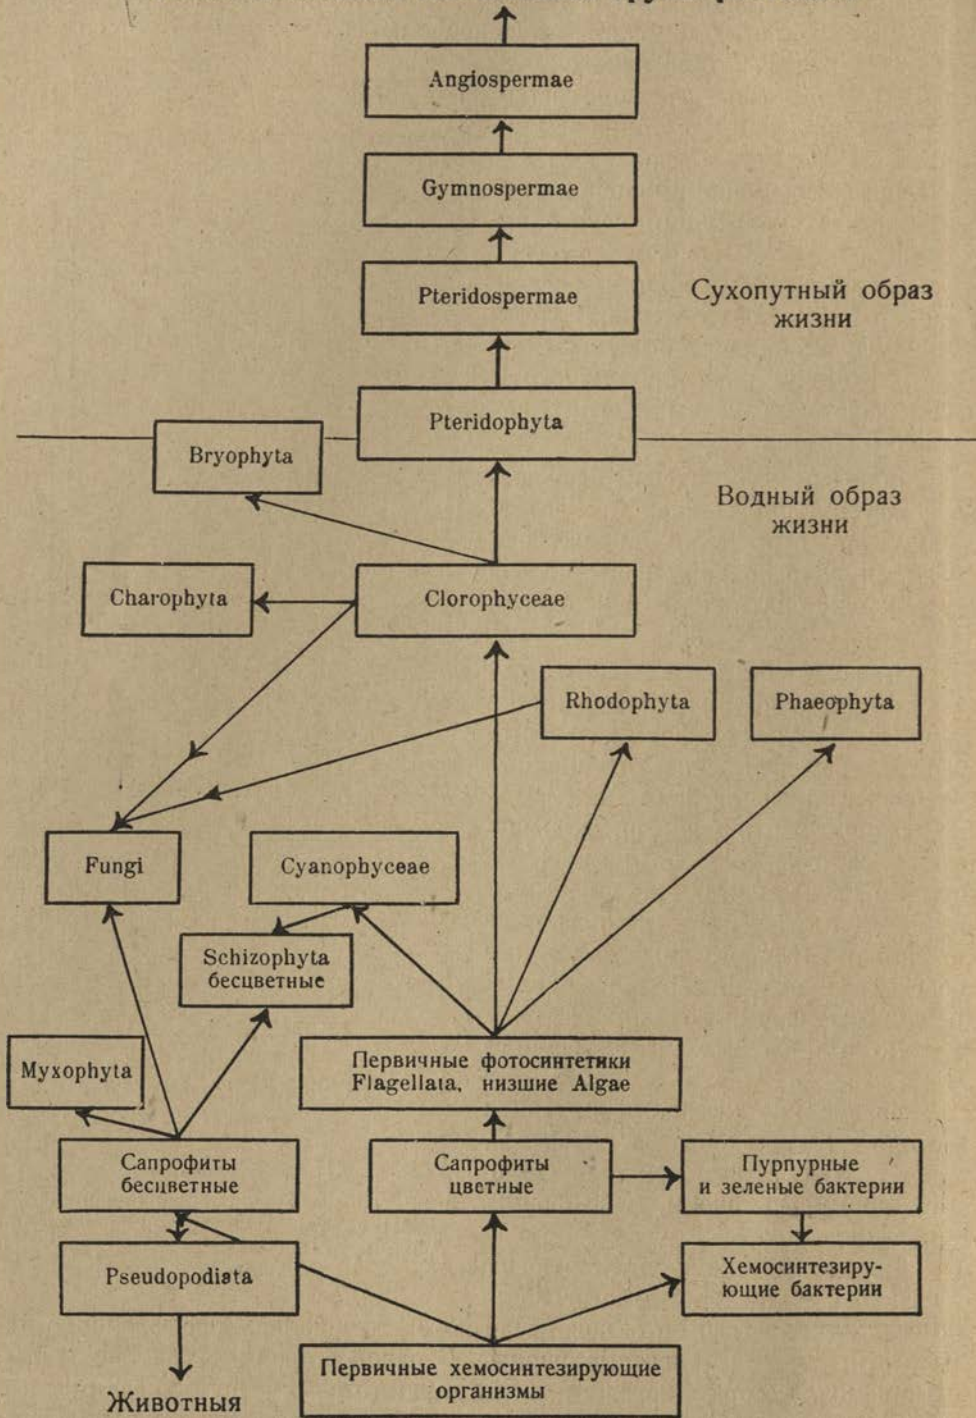 Angiospermae
Gymnospermae
Pteridospermae
Сухопутный образ
жизни
Pteridophyta
Bryophyta
Водный образ
жизни
Charophyta
Clorophyceae
Rhodophyta
Phaeophyta
Fungi
Cyanophyceae
Schizophyta
бесцветные
Myxophyta
Первичные фотосинтетики
Flagellata, низшие Algae
Сапрофиты
бесцветные
Сапрофиты
цветные
Пурпурные
и зеленые бактерии
Pseudopodiata
Хемосинтезиру-
ющие бактерии
Первичные хемосинтезирующие
организмы
Животныя